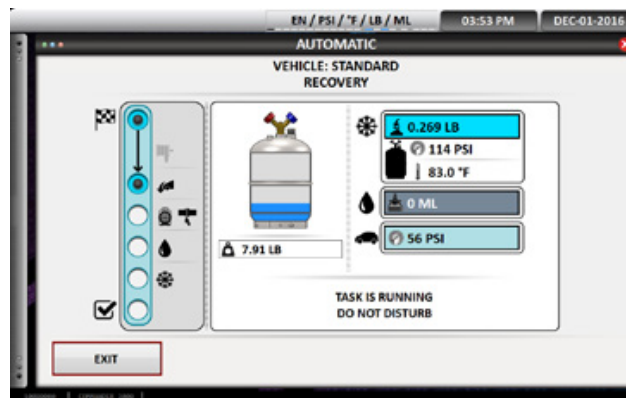 EN / PSI / °F / LB / ML 03:53 PM DEC-01-2016
AUTOMATIC
VEHICLE: STANDARD
RECOVERY
0.269 LB
114 PSI
83.0 °F
0 ML
7.91 LB
56 PSI
TASK IS RUNNING
DO NOT DISTURB
EXIT